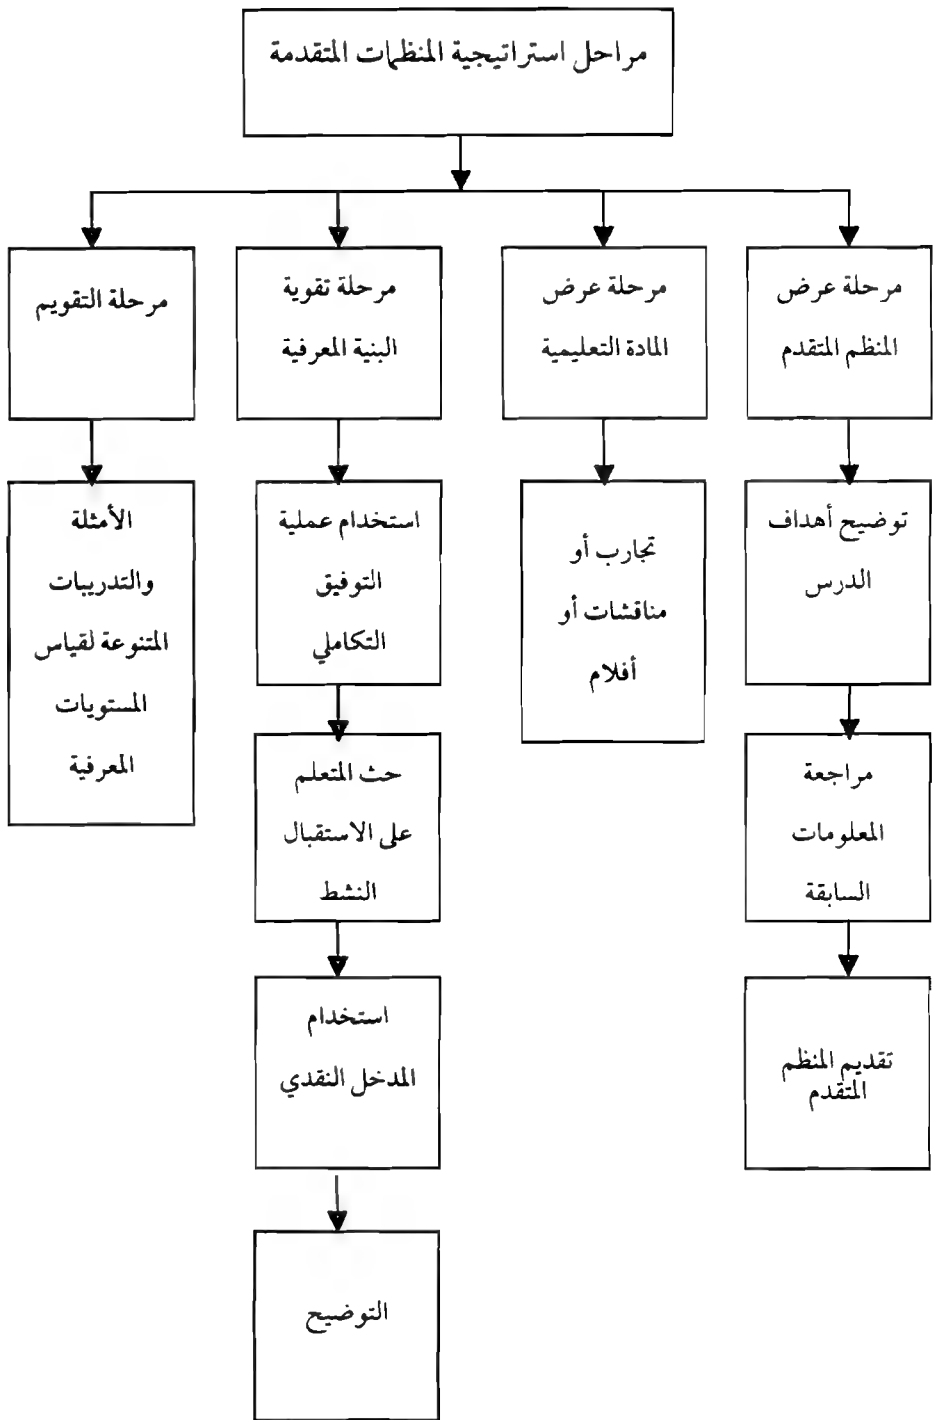 مراحل استراتيجية المنظمات المتقدمة
مرحلة عرض
المنظم المتقدم
مرحلة عرض
المادة التعليمية
مرحلة تقوية
البنية المعرفية
مرحلة التقويم
توضيح أهداف
الدرس
مراجعة
المعلومات
السابقة
تقديم المنظم
المتقدم
تجارب أو
مناقشات أو
أفلام
استخدام عملية
التوفيق
التكاملي
حث المتعلم
على الاستقبال
النشط
استخدام
المدخل النقدي
التوضيح
الأمثلة
والتدريبات
المتنوعة لقياس
المستويات
المعرفية